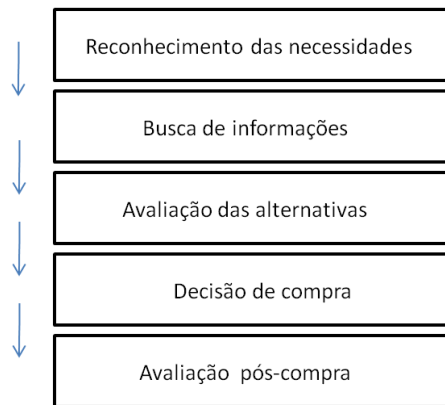 Reconhecimento das necessidades
Busca de informações
Avaliação das alternativas
Decisão de compra
Avaliação pós-compra